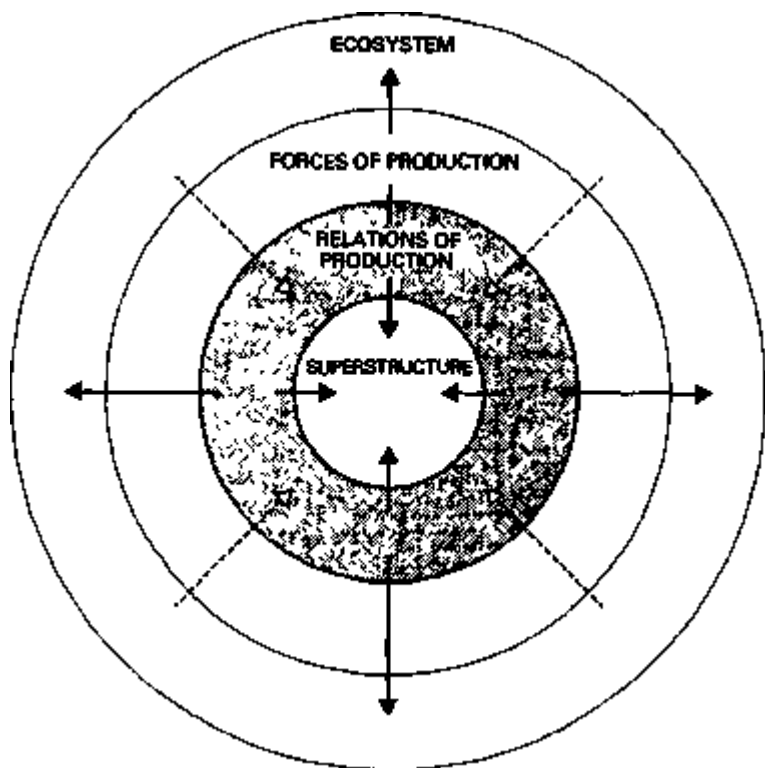 ECOSYSTEM
FORCES OF PRODUCTION
RELATIONS OF
PRODUCTION
SUPERSTRUCTURE